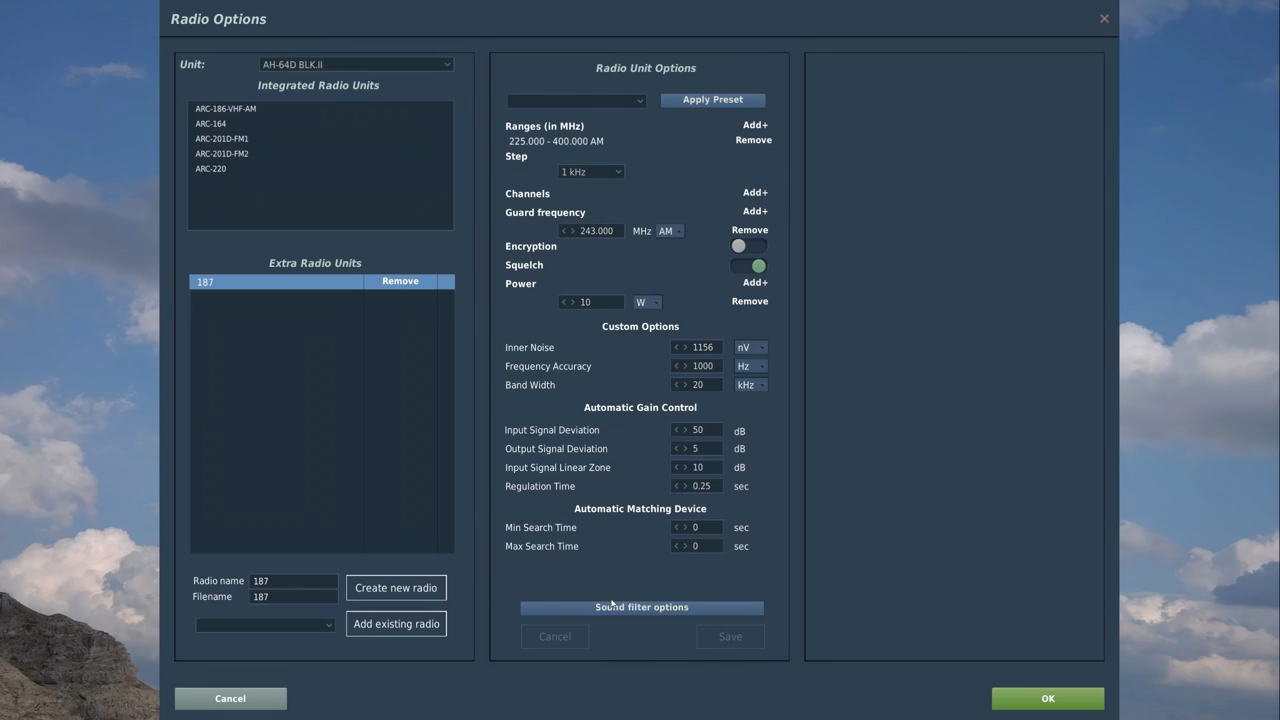 Radio Options
Unit: AH-64D BLK.II
Integrated Radio Units
ARC-186-VHF-AM
ARC-164
ARC-201D-FM1
ARC-201D-FM2
ARC-220
Extra Radio Units
187 Remove
Radio name 187
Filename 187
Create new radio
Add existing radio
Radio Unit Options
Apply Preset
Ranges (in MHz) Add+
225.000 - 400.000 AM Remove
Step
1 kHz
Channels Add+
Guard frequency Add+
243.000 MHz AM Remove
Encryption
Squelch
Power Add+
10 W Remove
Custom Options
Inner Noise 1156 nV
Frequency Accuracy 1000 Hz
Band Width 20 kHz
Automatic Gain Control
Input Signal Deviation 50 dB
Output Signal Deviation 5 dB
Input Signal Linear Zone 10 dB
Regulation Time 0.25 sec
Automatic Matching Device
Min Search Time 0 sec
Max Search Time 0 sec
Sound filter options
Cancel Save
Cancel OK